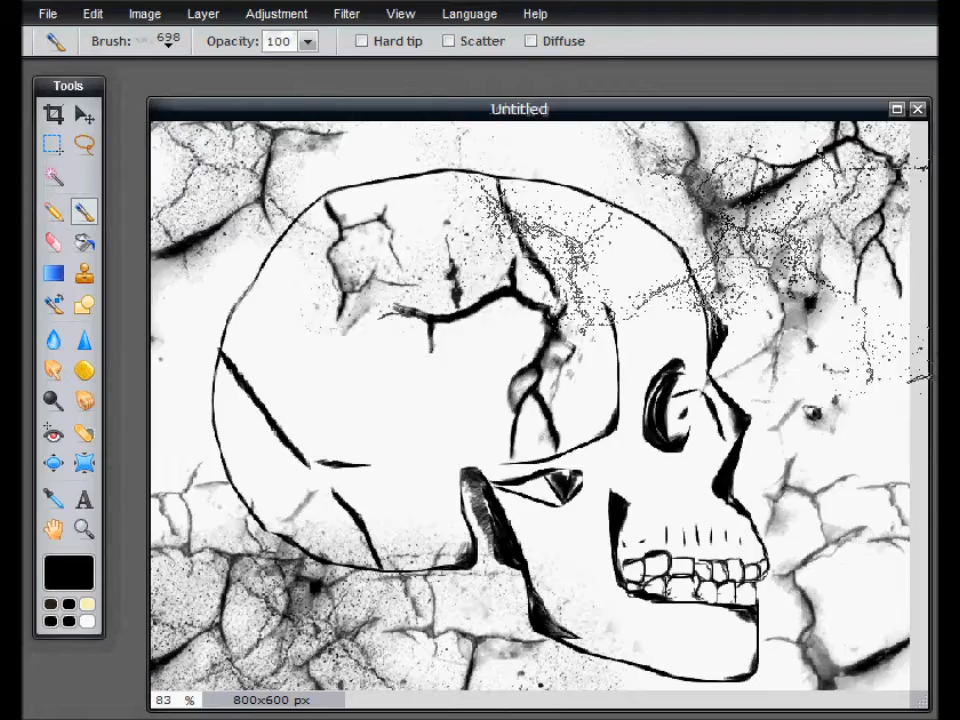 File Edit Image Layer Adjustment Filter View Language Help
Brush: 698 Opacity: 100 Hard tip Scatter Diffuse
Tools
Untitled
A
83 % 800x600 px